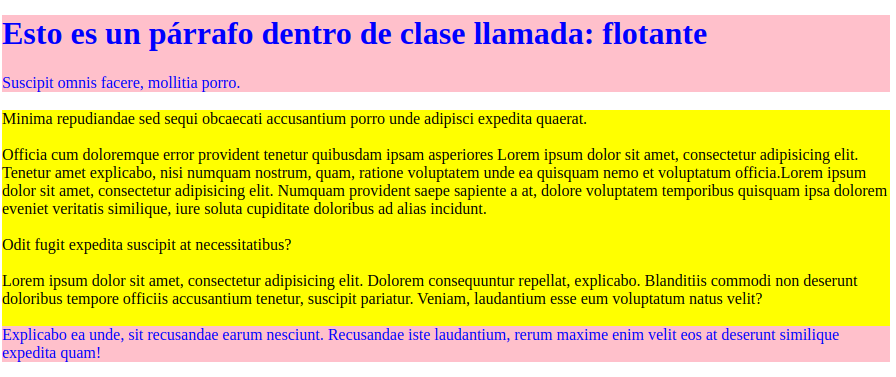 Esto es un párrafo dentro de clase llamada: flotante
Suscipit omnis facere, mollitia porro.
Minima repudiandae sed sequi obcaecati accusantium porro unde adipisci expedita quaerat.
Officia cum doloremque error provident tenetur quibusdam ipsam asperiores Lorem ipsum dolor sit amet, consectetur adipisicing elit.
Tenetur amet explicabo, nisi numquam nostrum, quam, ratione voluptatem unde ea quisquam nemo et voluptatum officia.Lorem ipsum
dolor sit amet, consectetur adipisicing elit. Numquam provident saepe sapiente a at, dolore voluptatem temporibus quisquam ipsa dolorem
eveniet veritatis similique, iure soluta cupiditate doloribus ad alias incidunt.
Odit fugit expedita suscipit at necessitatibus?
Lorem ipsum dolor sit amet, consectetur adipisicing elit. Dolorem consequuntur repellat, explicabo. Blanditiis commodi non deserunt
doloribus tempore officiis accusantium tenetur, suscipit pariatur. Veniam, laudantium esse eum voluptatum natus velit?
Explicabo ea unde, sit recusandae earum nesciunt. Recusandae iste laudantium, rerum maxime enim velit eos at deserunt similique
expedita quam!